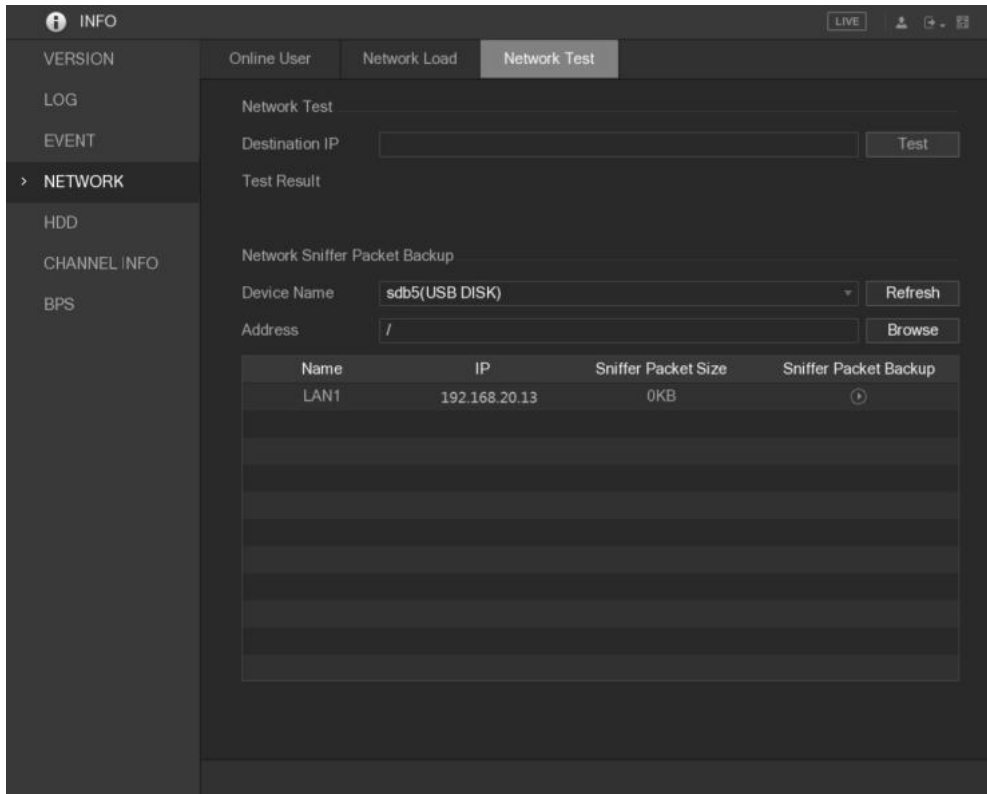 INFO
LIVE
VERSION
LOG
EVENT
> NETWORK
HDD
CHANNEL INFO
BPS
Online User Network Load Network Test
Network Test
Destination IP Test
Test Result
Network Sniffer Packet Backup
Device Name sdb5(USB DISK) Refresh
Address / Browse
Name IP Sniffer Packet Size Sniffer Packet Backup
LAN1 192.168.20.13 0KB